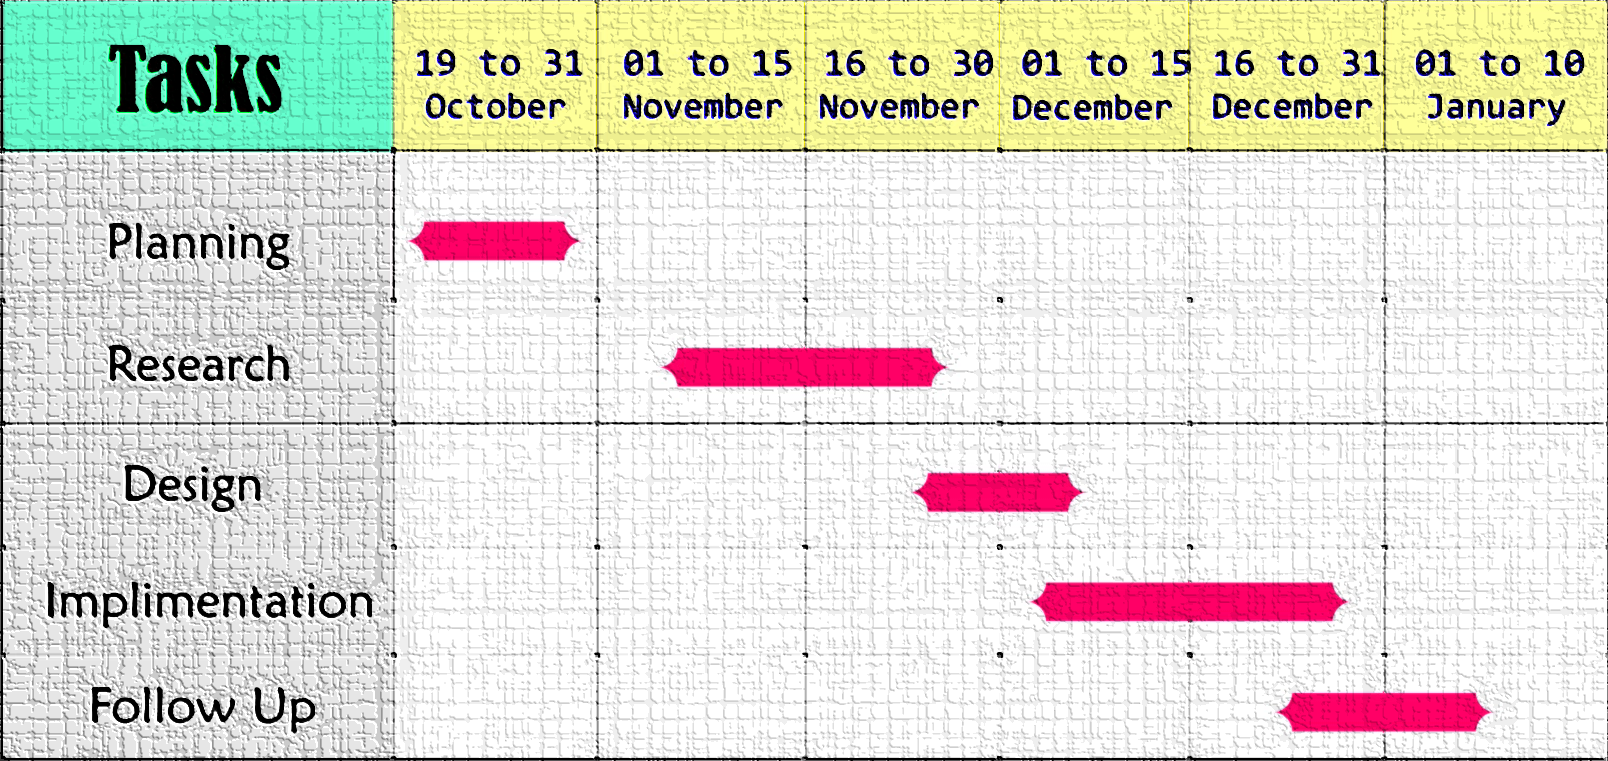 Tasks
19 to 31 October
01 to 15 November
16 to 30 November
01 to 15 December
16 to 31 December
01 to 10 January
Planning
Research
Design
Implimentation
Follow Up